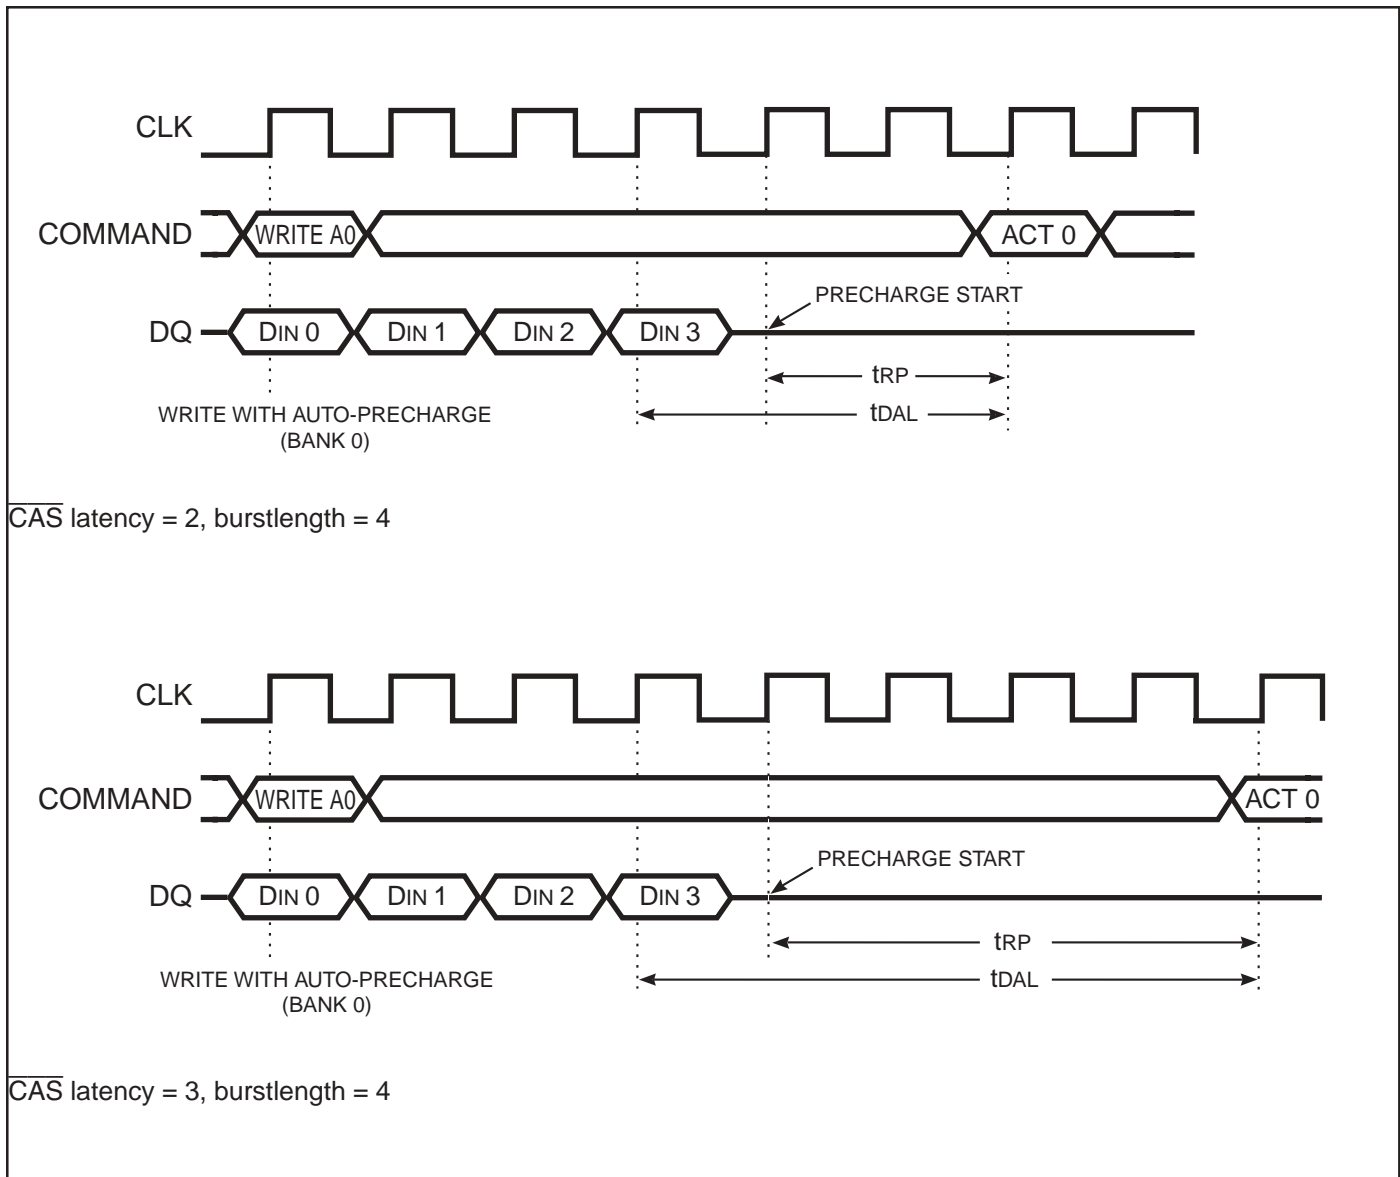 CLK
COMMAND WRITE A0 ACT 0
PRECHARGE START
DQ DIN 0 DIN 1 DIN 2 DIN 3
tRP
tDAL
WRITE WITH AUTO-PRECHARGE
(BANK 0)
CAS latency = 2, burstlength = 4
CLK
COMMAND WRITE A0 ACT 0
PRECHARGE START
DQ DIN 0 DIN 1 DIN 2 DIN 3
tRP
tDAL
WRITE WITH AUTO-PRECHARGE
(BANK 0)
CAS latency = 3, burstlength = 4